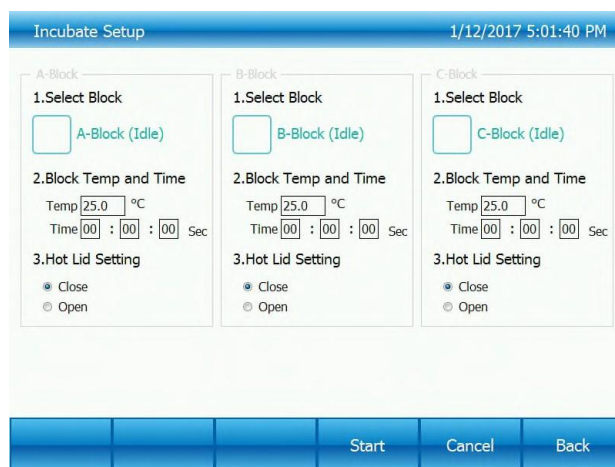 Incubate Setup 1/12/2017 5:01:40 PM
A-Block
1.Select Block
A-Block (Idle)
2.Block Temp and Time
Temp 25.0 °C
Time 00 : 00 : 00 Sec
3.Hot Lid Setting
Close
Open
B-Block
1.Select Block
B-Block (Idle)
2.Block Temp and Time
Temp 25.0 °C
Time 00 : 00 : 00 Sec
3.Hot Lid Setting
Close
Open
C-Block
1.Select Block
C-Block (Idle)
2.Block Temp and Time
Temp 25.0 °C
Time 00 : 00 : 00 Sec
3.Hot Lid Setting
Close
Open
Start Cancel Back